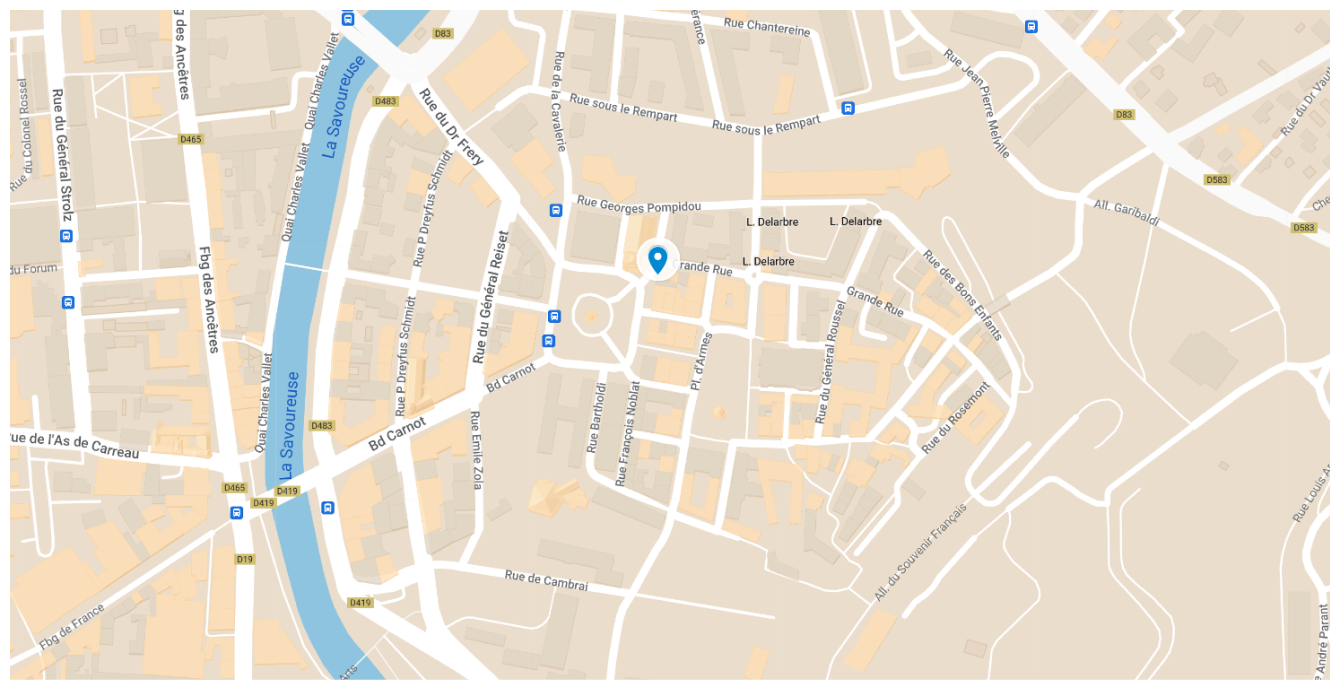 Rue Chantereine
érance
g des Ancêtres
D83
Rue Jean Pierre Melville
Quai Charles Vallet
La Savoureuse
Rue de la Cavalerie
Rue du Colonel Rossel
Rue du Général Strolz
D483
Rue du Dr Frery
Rue sous le Rempart
Rue sous le Rempart
D83
Rue du Dr Vault
D465
Quai Charles Vallet
Rue P Dreyfus Schmidt
D583
Rue Georges Pompidou
L. Delarbre
L. Delarbre
All. Garibaldi
Che
D583
Fbg des Ancêtres
Rue du Général Reiset
du Forum
rande Rue
L. Delarbre
Rue des Bons Enfants
Grande Rue
Rue P Dreyfus Schmidt
Pl. d'Armes
Rue du Général Roussel
Quai Charles Vallet
La Savoureuse
Bd Carnot
Rue Bartholdi
Rue François Noblat
Rue du Rosemont
D483
Bd Carnot
Rue Emile Zola
ue de l'As de Carreau
D465
D419
D419
Rue Louis A
All. du Souvenir Français
D19
Rue de Cambrai
D419
Fbg de France
e André Parant
Arts